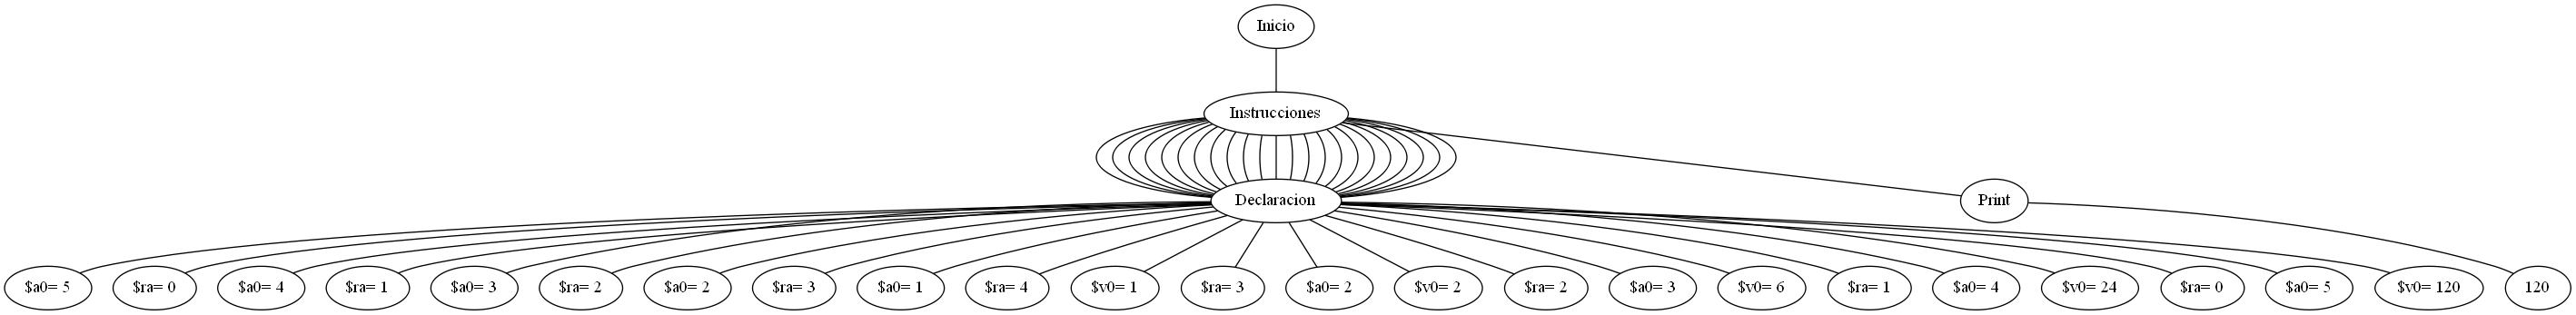 Inicio
Instrucciones
Declaracion
Print
$a0= 5
$ra= 0
$a0= 4
$ra= 1
$a0= 3
$ra= 2
$a0= 2
$ra= 3
$a0= 1
$ra= 4
$v0= 1
$ra= 3
$a0= 2
$v0= 2
$ra= 2
$a0= 3
$v0= 6
$ra= 1
$a0= 4
$v0= 24
$ra= 0
$a0= 5
$v0= 120
120